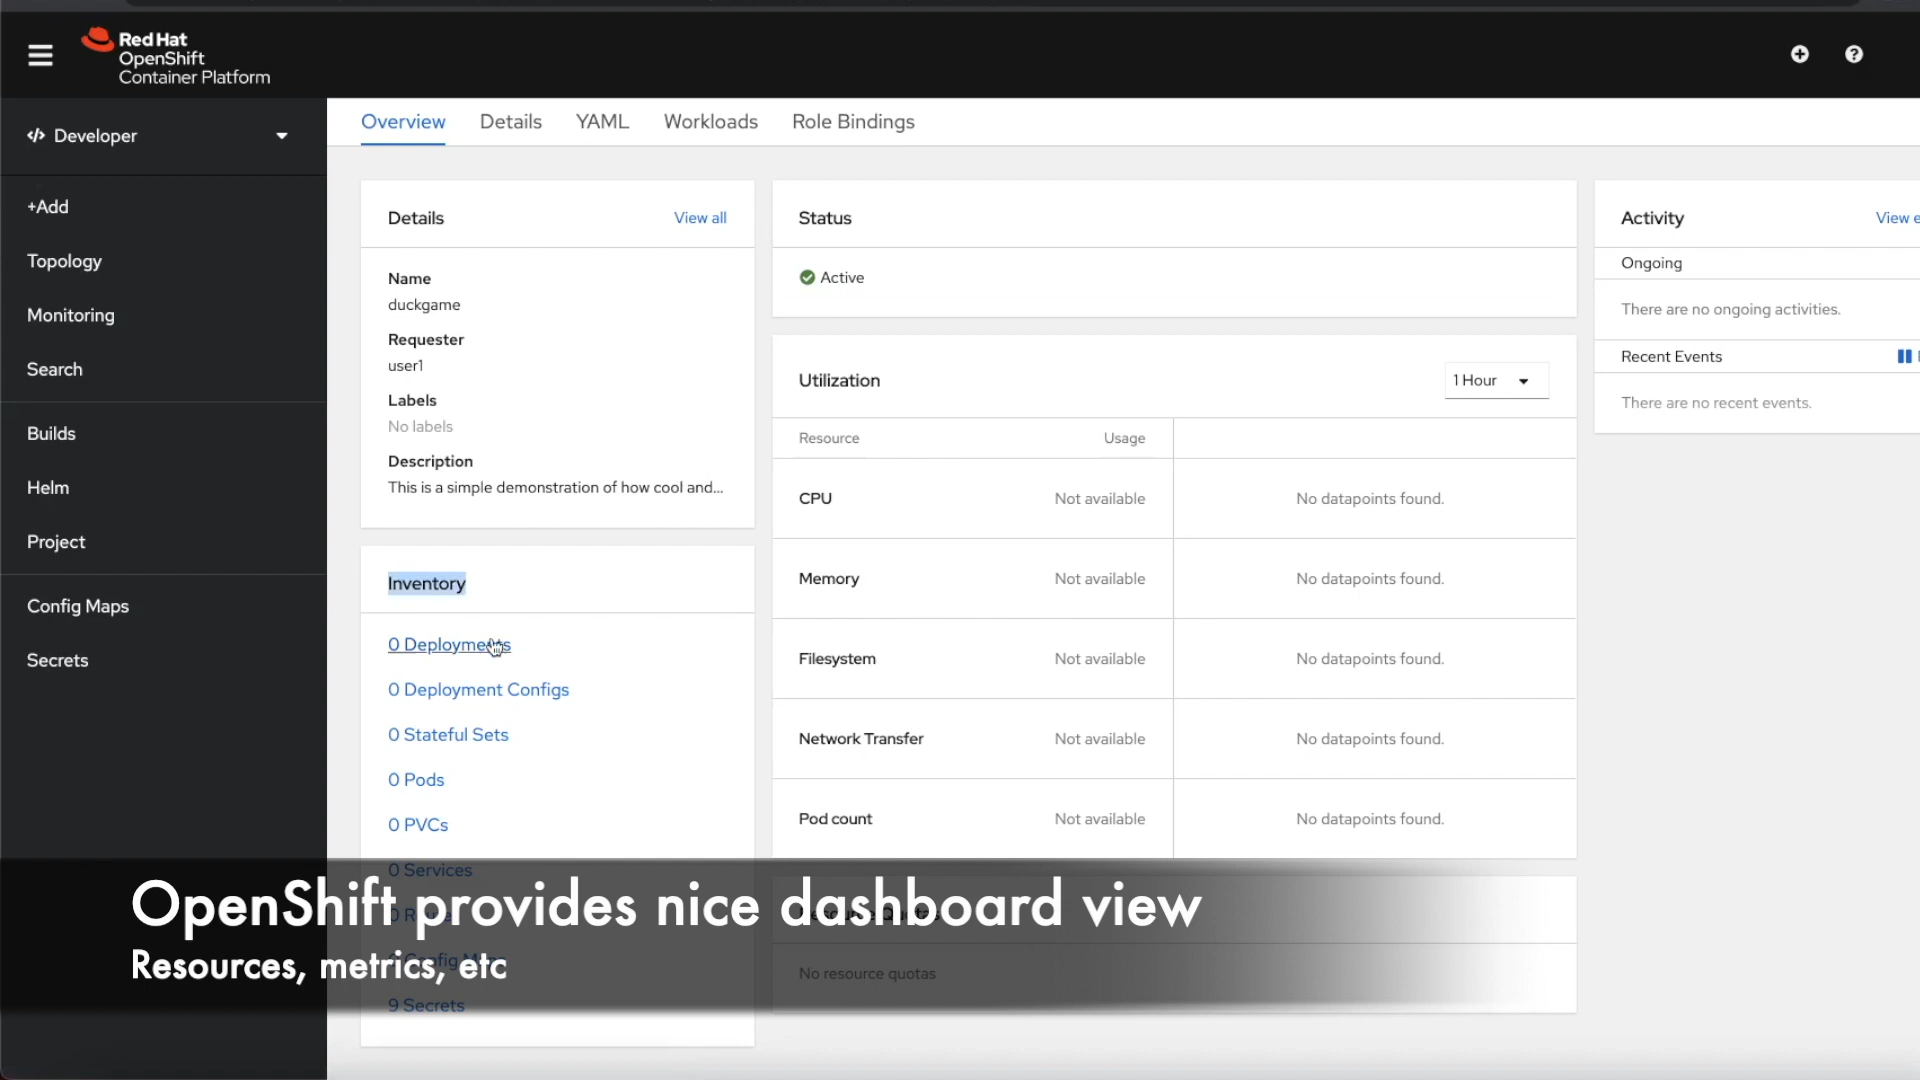 Red Hat
OpenShift
Container Platform
Developer
+Add
Topology
Monitoring
Search
Builds
Helm
Project
Config Maps
Secrets
Overview Details YAML Workloads Role Bindings
Details View all
Name
duckgame
Requester
user1
Labels
No labels
Description
This is a simple demonstration of how cool and...
Inventory
0 Deployments
0 Deployment Configs
0 Stateful Sets
0 Pods
0 PVCs
0 Services
9 Secrets
Status
Active
Utilization 1 Hour
Resource Usage
CPU Not available No datapoints found.
Memory Not available No datapoints found.
Filesystem Not available No datapoints found.
Network Transfer Not available No datapoints found.
Pod count Not available No datapoints found.
No resource quotas
Activity View
Ongoing
There are no ongoing activities.
Recent Events
There are no recent events.
OpenShift provides nice dashboard view
Resources, metrics, etc